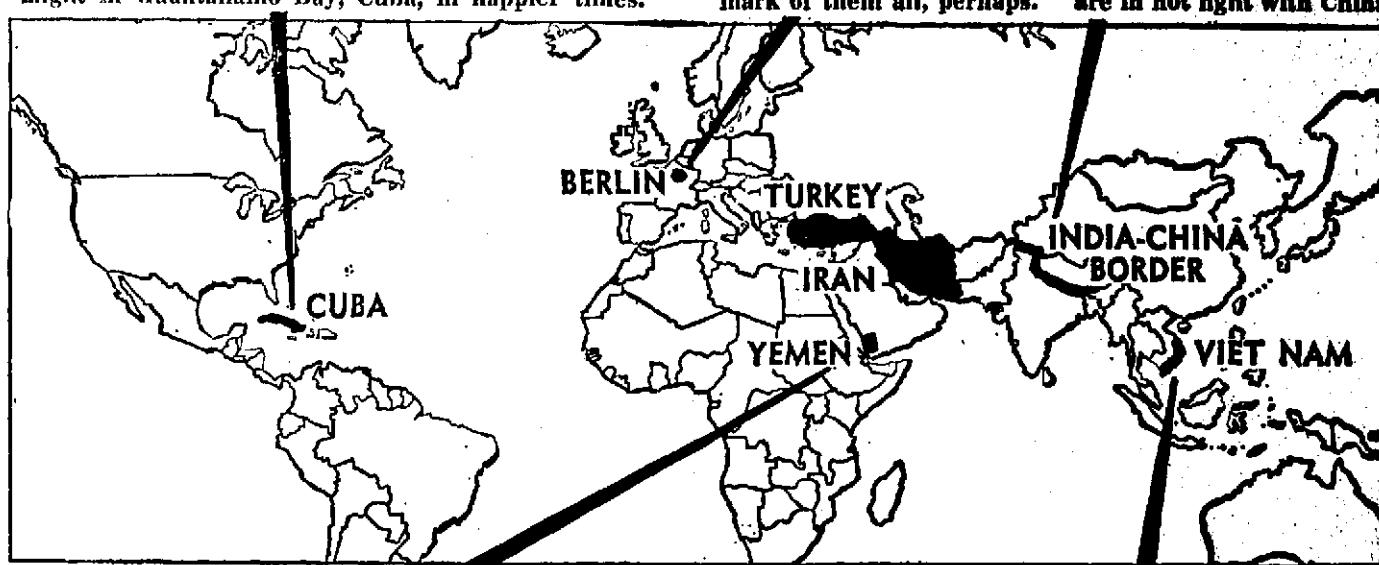 in Guantanamo Bay, Cuba, in happier times.
mark of them all, perhaps.
are in hot fight with China
BERLIN
TURKEY
INDIA-CHINA
BORDER
IRAN
CUBA
YEMEN
VIET NAM